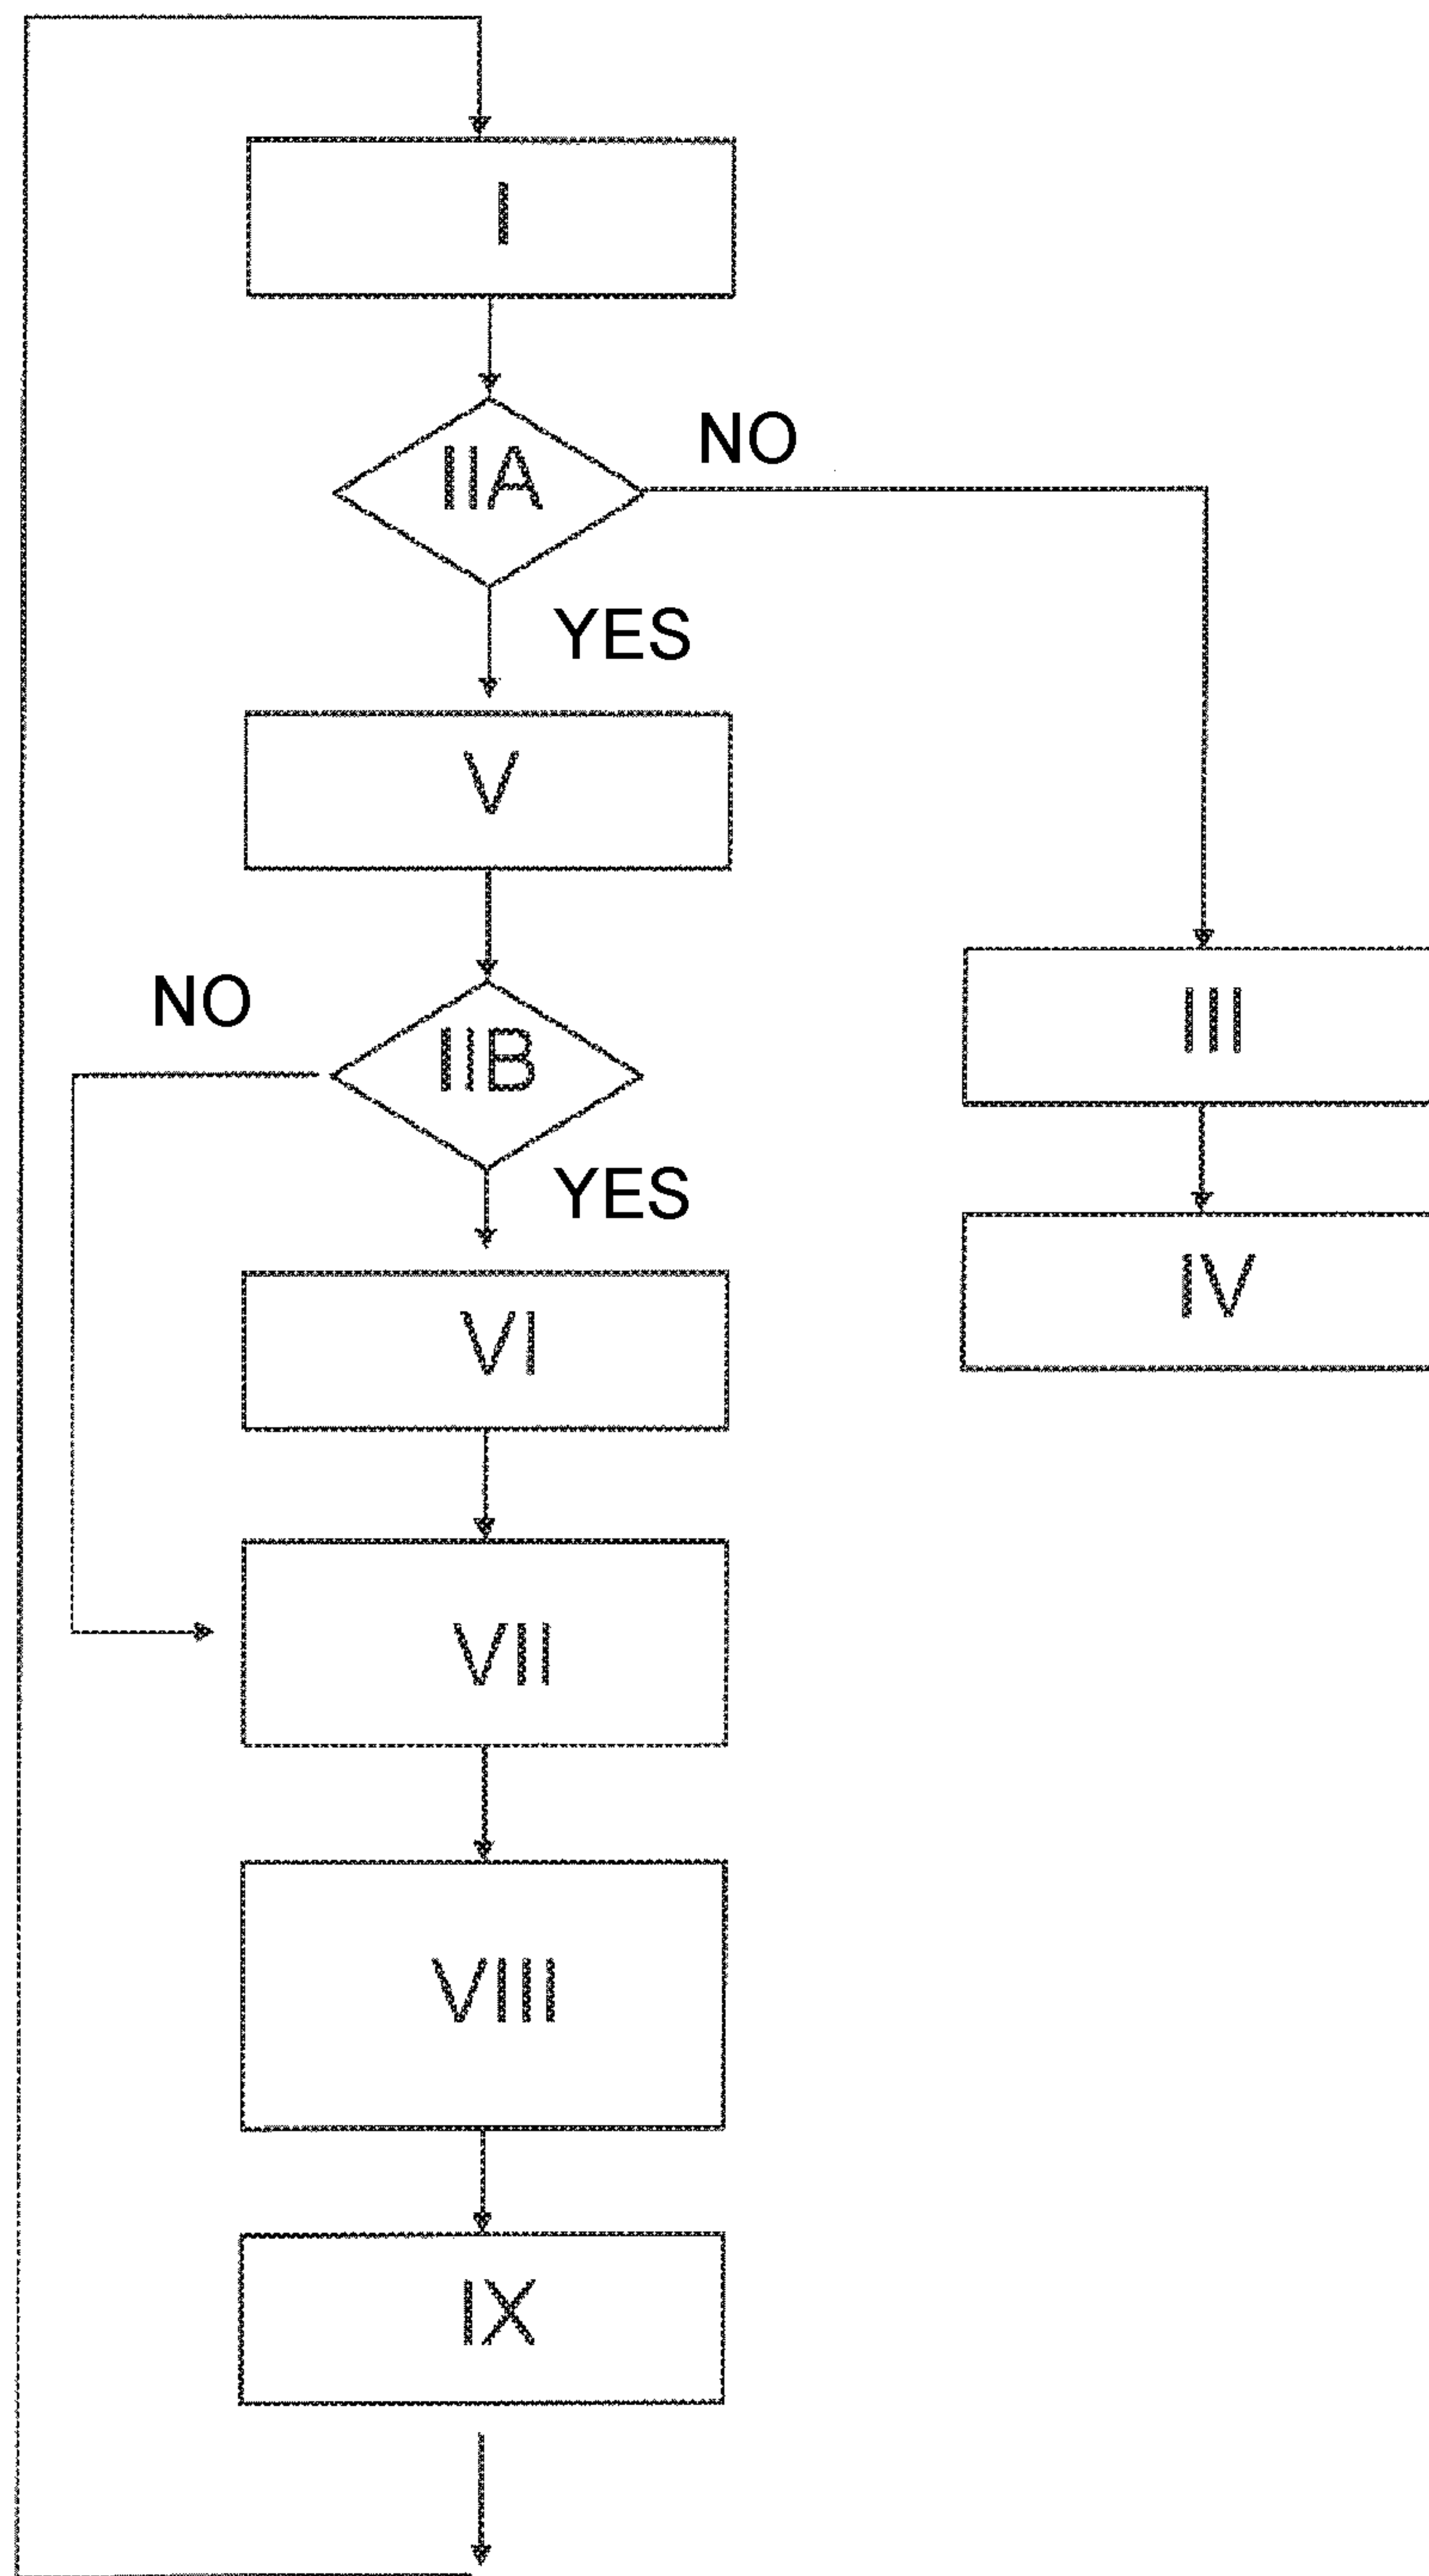 I
IIA
NO
YES
V
NO
IIB
III
YES
IV
VI
VII
VIII
IX